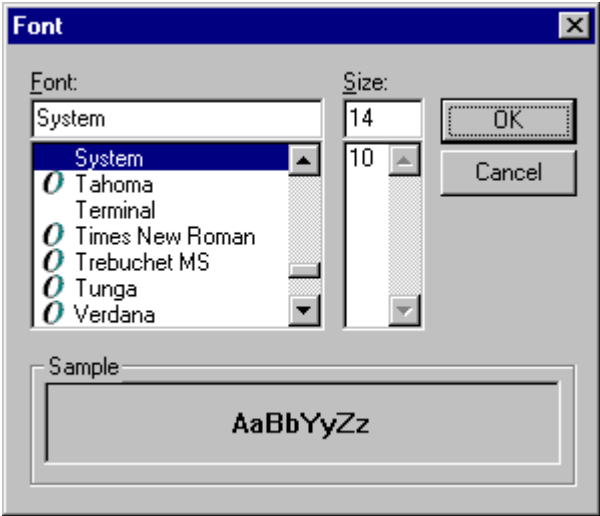 Font
Font: Size:
System 14 OK
System 10 Cancel
Tahoma
Terminal
Times New Roman
Trebuchet MS
Tunga
Verdana
Sample
AaBbYyZz